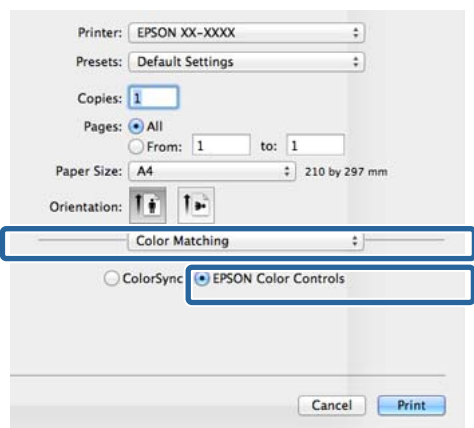 Printer: EPSON XX-XXXX
Presets: Default Settings
Copies: 1
Pages: All
From: 1 to: 1
Paper Size: A4 210 by 297 mm
Orientation:
Color Matching
ColorSync EPSON Color Controls
Cancel Print